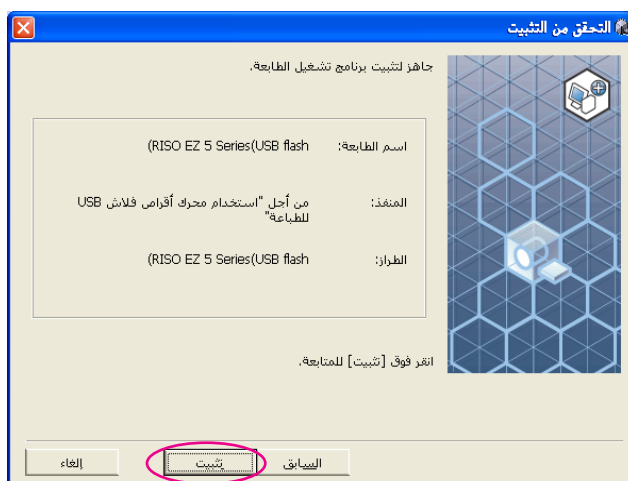 التحقق من التثبيت
جاهز لتثبيت برنامج تشغيل الطابعة.
اسم الطابعة: (RISO EZ 5 Series(USB flash
المنفذ: من أجل "استخدام محرك أقراص فلاش USB
للطباعة"
الطراز: (RISO EZ 5 Series(USB flash
انقر فوق [تثبيت] للمتابعة.
السابق
تثبيت
إلغاء